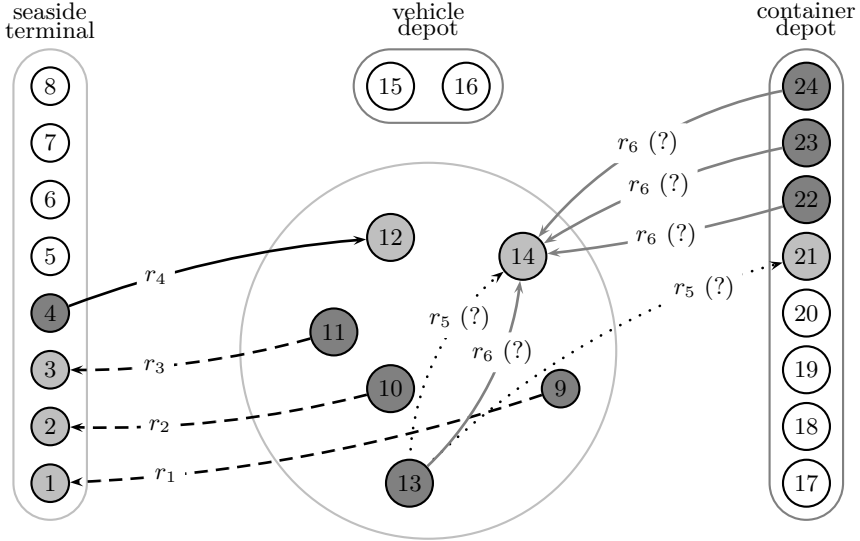 seaside
terminal
vehicle
depot
container
depot
8
15
16
24
7
r₆ (?)
23
6
r₆ (?)
22
12
r₆ (?)
5
14
21
r₄
r₅ (?)
4
r₅ (?)
20
11
r₆ (?)
3
r₃
19
10
9
2
r₂
18
r₁
1
13
17